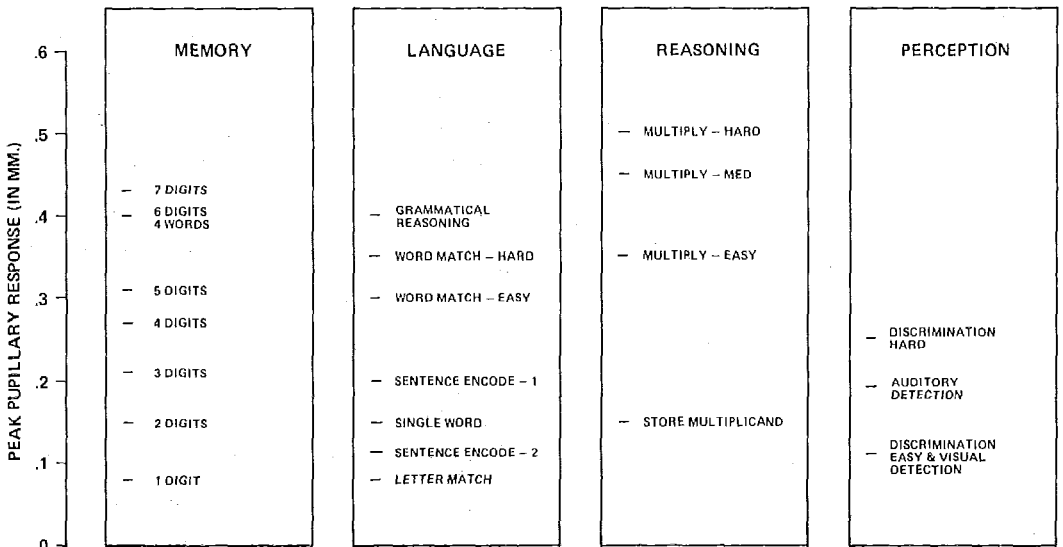 PEAK PUPILLARY RESPONSE (IN MM.)
.6
.5
.4
.3
.2
.1
0
MEMORY
7 DIGITS
6 DIGITS
4 WORDS
5 DIGITS
4 DIGITS
3 DIGITS
2 DIGITS
1 DIGIT
LANGUAGE
GRAMMATICAL
REASONING
WORD MATCH – HARD
WORD MATCH – EASY
SENTENCE ENCODE – 1
SINGLE WORD
SENTENCE ENCODE – 2
LETTER MATCH
REASONING
MULTIPLY – HARD
MULTIPLY – MED
MULTIPLY – EASY
STORE MULTIPLICAND
PERCEPTION
DISCRIMINATION
HARD
AUDITORY
DETECTION
DISCRIMINATION
EASY & VISUAL
DETECTION